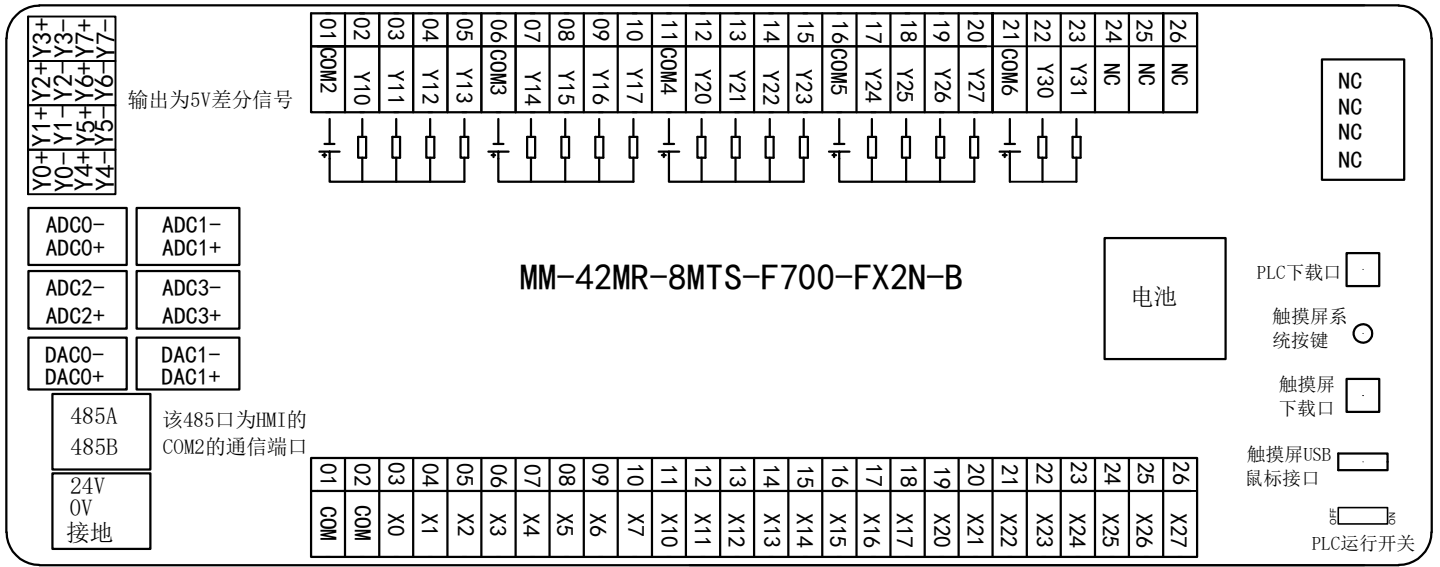 Y3+ Y3- Y7+ Y7-
Y2+ Y2- Y6+ Y6-
Y1+ Y1- Y5+ Y5-
Y0+ Y0- Y4+ Y4-
输出为5V差分信号
01 02 03 04 05 06 07 08 09 10 11 12 13 14 15 16 17 18 19 20 21 22 23 24 25 26
COM2 Y10 Y11 Y12 Y13 COM3 Y14 Y15 Y16 Y17 COM4 Y20 Y21 Y22 Y23 COM5 Y24 Y25 Y26 Y27 COM6 Y30 Y31 NC NC NC
NC
NC
NC
NC
ADC0-
ADC0+
ADC1-
ADC1+
ADC2-
ADC2+
ADC3-
ADC3+
DAC0-
DAC0+
DAC1-
DAC1+
MM-42MR-8MTS-F700-FX2N-B
电池
PLC下载口
触摸屏系
统按键
触摸屏
下载口
触摸屏USB
鼠标接口
OFF ON
PLC运行开关
485A
485B
该485口为HMI的
COM2的通信端口
24V
0V
接地
01 02 03 04 05 06 07 08 09 10 11 12 13 14 15 16 17 18 19 20 21 22 23 24 25 26
COM COM X0 X1 X2 X3 X4 X5 X6 X7 X10 X11 X12 X13 X14 X15 X16 X17 X20 X21 X22 X23 X24 X25 X26 X27